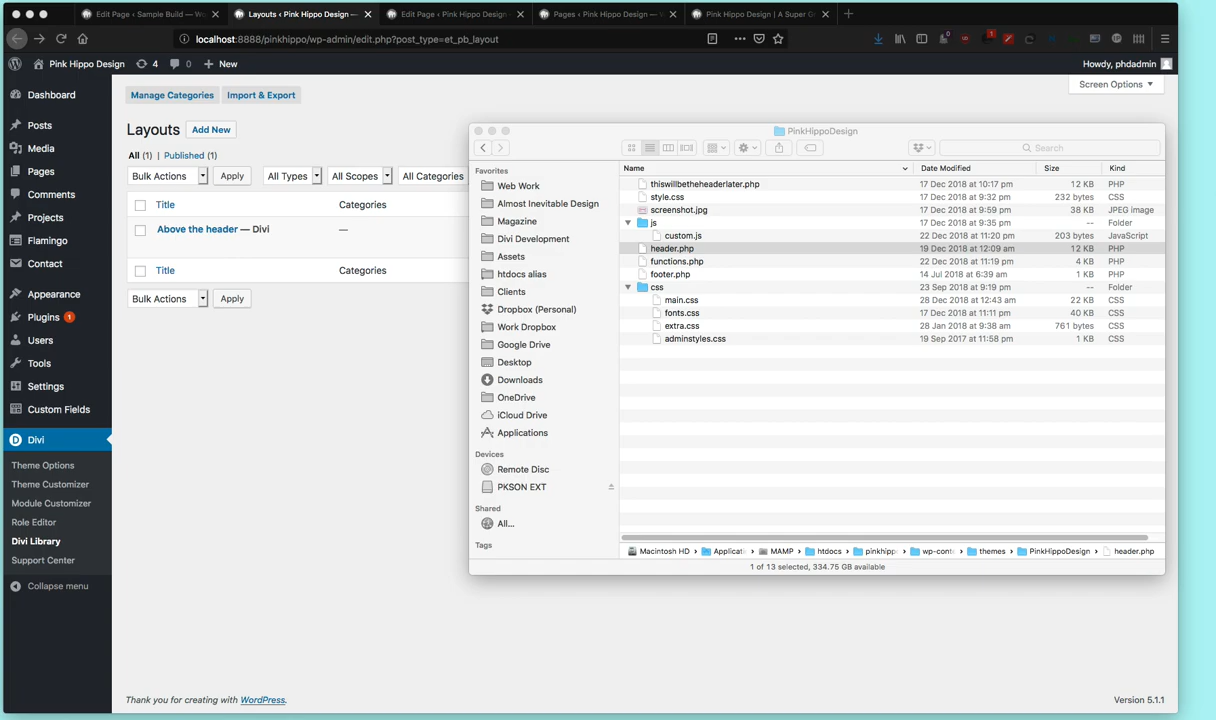 Edit Page ‹ Sample Build — Wo
Layouts ‹ Pink Hippo Design —
Edit Page ‹ Pink Hippo Design
Pages ‹ Pink Hippo Design —
Pink Hippo Design | A Super G
localhost:8888/pinkhippo/wp-admin/edit.php?post_type=et_pb_layout
Pink Hippo Design
4
0
New
Howdy, phdadmin
Screen Options
Dashboard
Posts
Media
Pages
Comments
Projects
Flamingo
Contact
Appearance
Plugins 1
Users
Tools
Settings
Custom Fields
Divi
Theme Options
Theme Customizer
Module Customizer
Role Editor
Divi Library
Support Center
Collapse menu
Manage Categories
Import & Export
Layouts
Add New
All (1) | Published (1)
Bulk Actions
Apply
All Types
All Scopes
All Categories
Title
Categories
Above the header — Divi
—
Title
Categories
Bulk Actions
Apply
PinkHippoDesign
Search
Favorites
Web Work
Almost Inevitable Design
Magazine
Divi Development
Assets
htdocs alias
Clients
Dropbox (Personal)
Work Dropbox
Google Drive
Desktop
Downloads
OneDrive
iCloud Drive
Applications
Devices
Remote Disc
PKSON EXT
Shared
All...
Tags
Name Date Modified Size Kind
thiswillbetheheaderlater.php 17 Dec 2018 at 10:17 pm 12 KB PHP
style.css 17 Dec 2018 at 9:32 pm 232 bytes CSS
screenshot.jpg 17 Dec 2018 at 9:59 pm 38 KB JPEG image
js 17 Dec 2018 at 9:35 pm -- Folder
custom.js 22 Dec 2018 at 11:20 pm 203 bytes JavaScript
header.php 19 Dec 2018 at 12:09 am 12 KB PHP
functions.php 22 Dec 2018 at 11:19 pm 4 KB PHP
footer.php 14 Jul 2018 at 6:39 am 1 KB PHP
css 23 Sep 2018 at 9:19 pm -- Folder
main.css 28 Dec 2018 at 12:43 am 22 KB CSS
fonts.css 17 Dec 2018 at 11:11 pm 40 KB CSS
extra.css 28 Jan 2018 at 9:38 am 761 bytes CSS
adminstyles.css 19 Sep 2017 at 11:58 pm 1 KB CSS
Macintosh HD › Applicati › MAMP › htdocs › pinkhipp › wp-cont › themes › PinkHippoDesign › header.php
1 of 13 selected, 334.75 GB available
Thank you for creating with WordPress.
Version 5.1.1